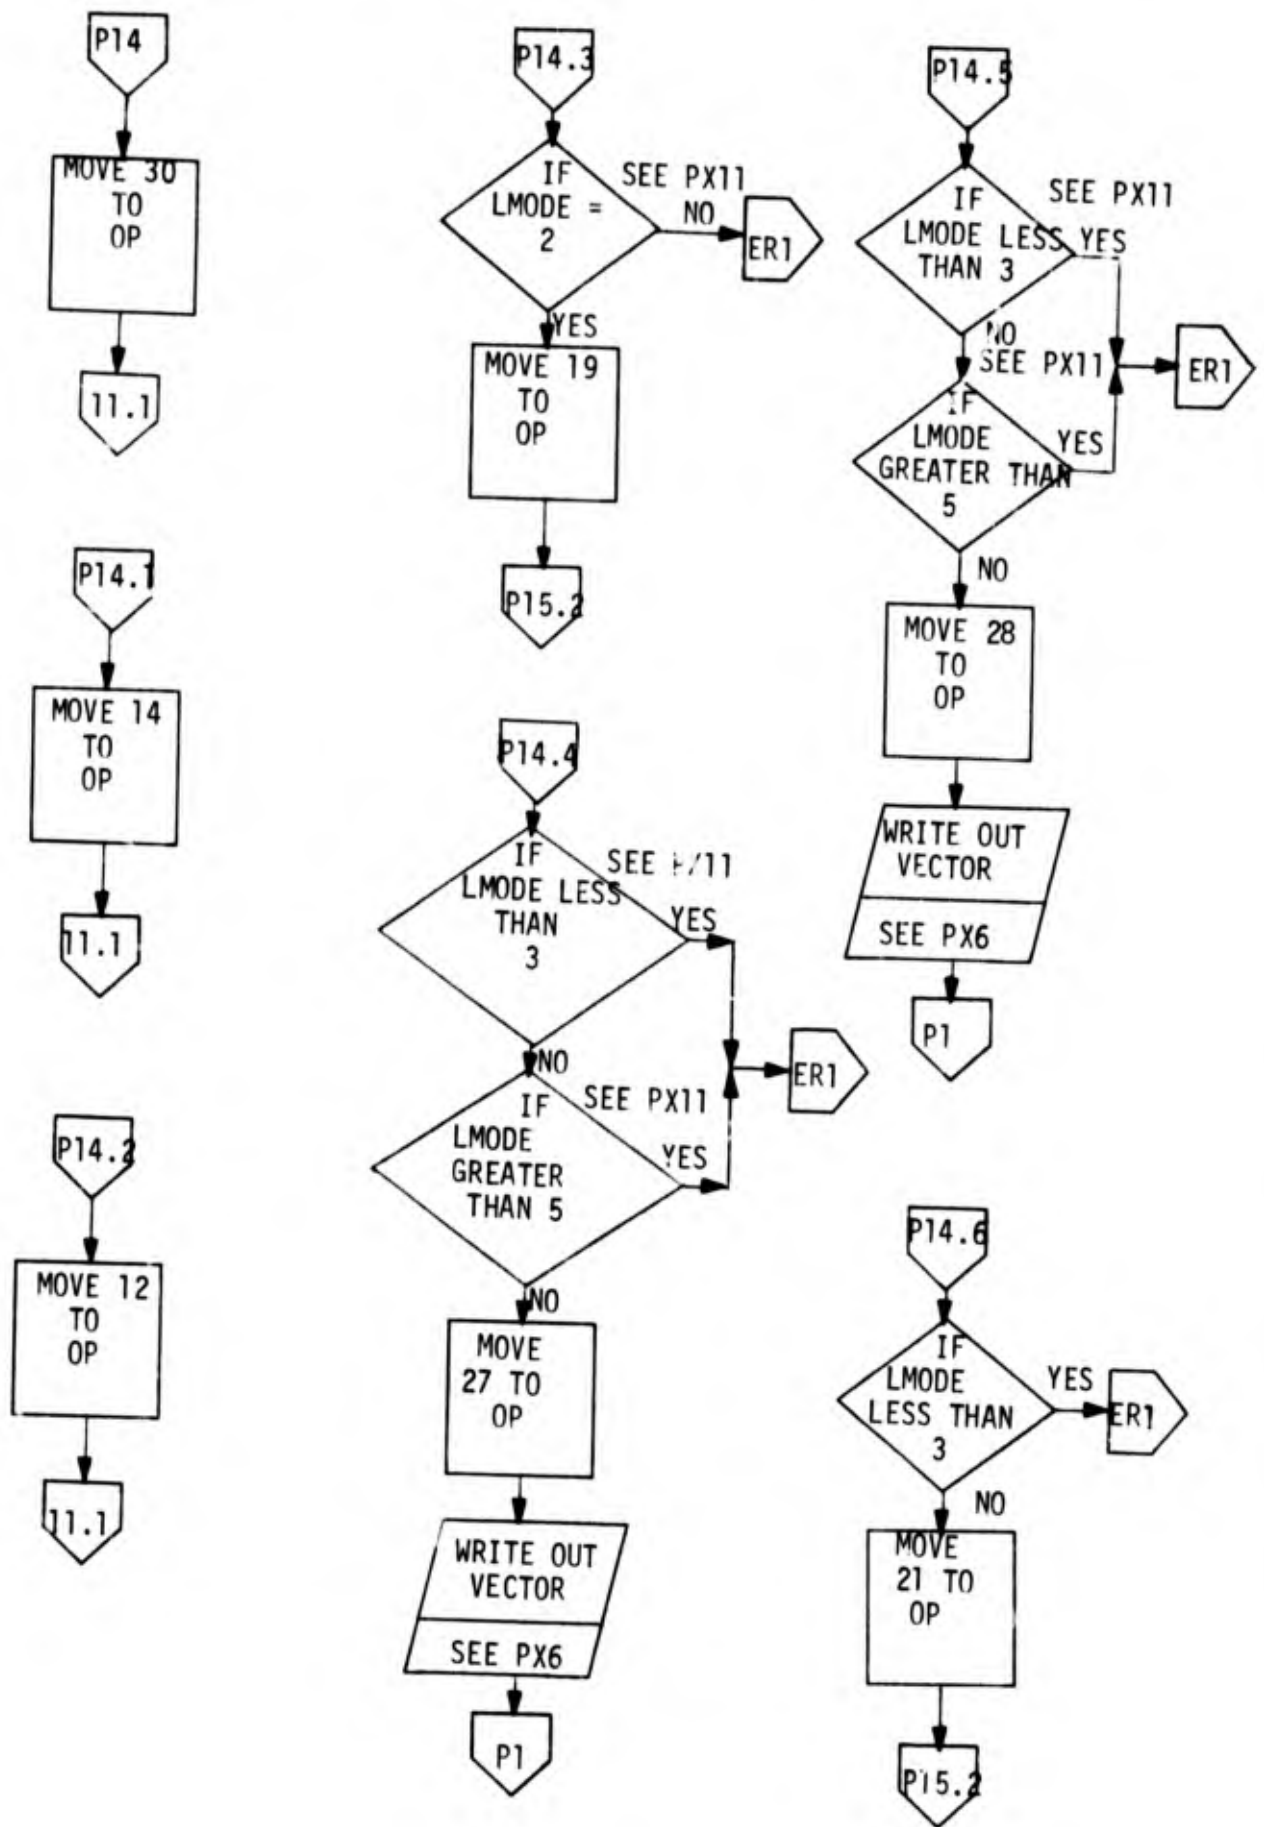 P14
MOVE 30
TO
OP
11.1
P14.1
MOVE 14
TO
OP
11.1
P14.2
MOVE 12
TO
OP
11.1
P14.3
IF
LMODE =
2
SEE PX11
NO
ER1
YES
MOVE 19
TO
OP
P15.2
P14.4
IF
LMODE LESS
THAN
3
SEE
YES
NO
IF
LMODE
GREATER
THAN 5
SEE PX11
YES
ER1
NO
MOVE
27 TO
OP
WRITE OUT
VECTOR
SEE PX6
P1
P14.5
IF
LMODE LESS
THAN 3
SEE PX11
YES
NO
SEE PX11
IF
LMODE
GREATER THAN
5
YES
ER1
NO
MOVE 28
TO
OP
WRITE OUT
VECTOR
SEE PX6
P1
P14.6
IF
LMODE
LESS THAN
3
YES
ER1
NO
MOVE
21 TO
OP
P15.2